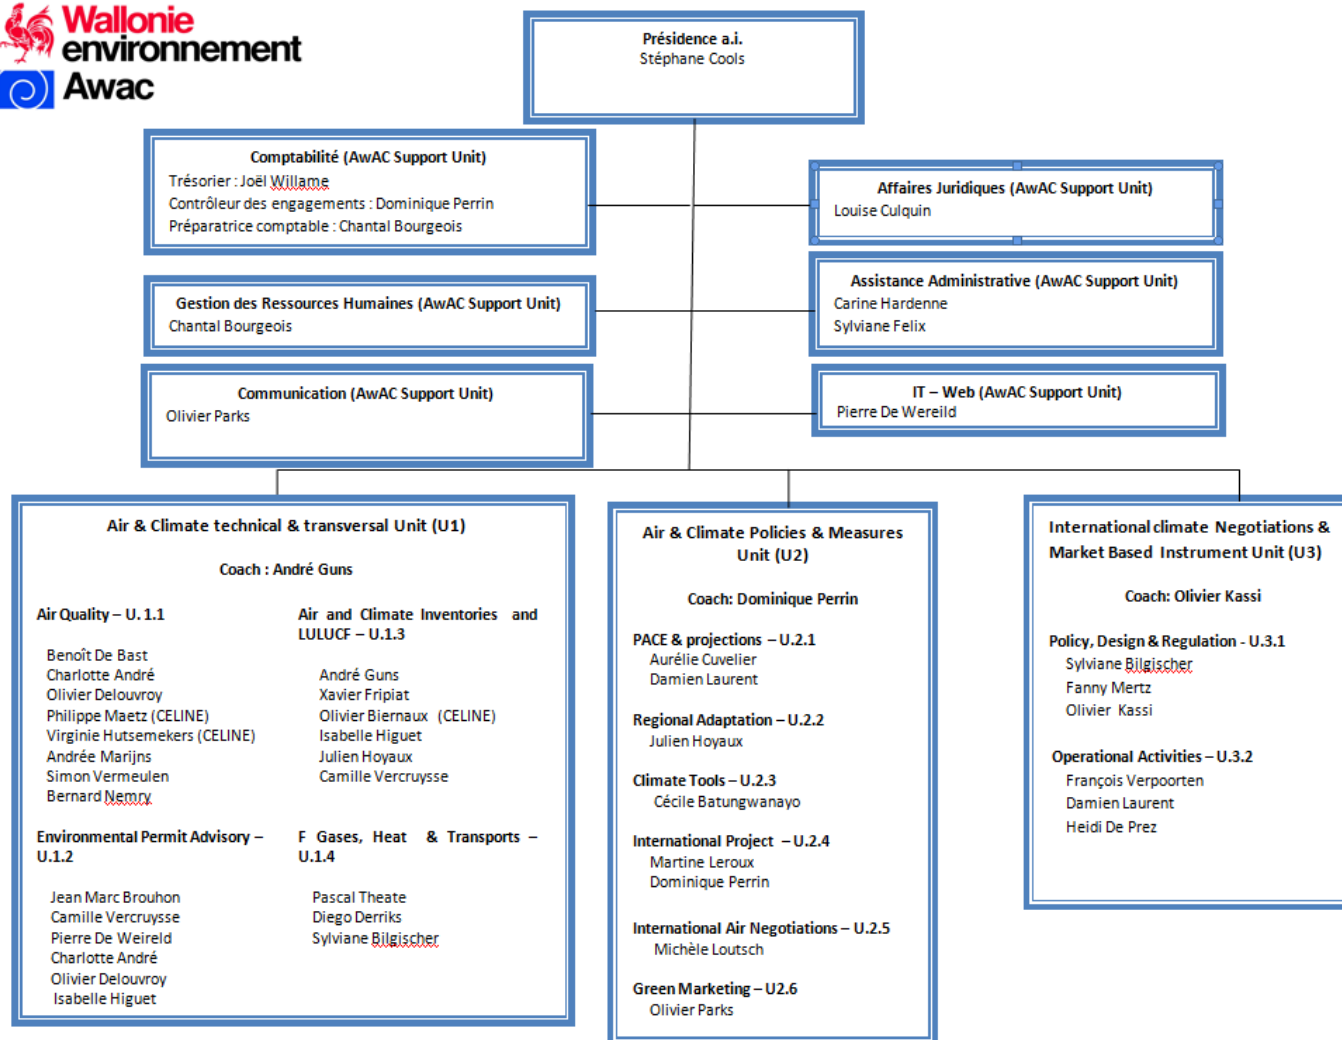 Wallonie
environnement
Awac
Présidence a.i.
Stéphane Cools
Comptabilité (AwAC Support Unit)
Trésorier : Joël Willame
Contrôleur des engagements : Dominique Perrin
Préparatrice comptable : Chantal Bourgeois
Affaires Juridiques (AwAC Support Unit)
Louise Culquin
Gestion des Ressources Humaines (AwAC Support Unit)
Chantal Bourgeois
Assistance Administrative (AwAC Support Unit)
Carine Hardenne
Sylviane Felix
Communication (AwAC Support Unit)
Olivier Parks
IT – Web (AwAC Support Unit)
Pierre De Wereild
Air & Climate technical & transversal Unit (U1)
Coach : André Guns
Air Quality – U. 1.1
Benoît De Bast
Charlotte André
Olivier Delouvroy
Philippe Maetz (CELINE)
Virginie Hutsemekers (CELINE)
Andrée Marijns
Simon Vermeulen
Bernard Nemry
Environmental Permit Advisory –
U.1.2
Jean Marc Brouhon
Camille Vercruysse
Pierre De Weireld
Charlotte André
Olivier Delouvroy
Isabelle Higuet
Air and Climate Inventories and
LULUCF – U.1.3
André Guns
Xavier Fripiat
Olivier Biernaux (CELINE)
Isabelle Higuet
Julien Hoyaux
Camille Vercruysse
F Gases, Heat & Transports –
U.1.4
Pascal Theate
Diego Derriks
Sylviane Bilgischer
Air & Climate Policies & Measures
Unit (U2)
Coach: Dominique Perrin
PACE & projections – U.2.1
Aurélie Cuvelier
Damien Laurent
Regional Adaptation – U.2.2
Julien Hoyaux
Climate Tools – U.2.3
Cécile Batungwanayo
International Project – U.2.4
Martine Leroux
Dominique Perrin
International Air Negotiations – U.2.5
Michèle Loutsch
Green Marketing – U2.6
Olivier Parks
International climate Negotiations &
Market Based Instrument Unit (U3)
Coach: Olivier Kassi
Policy, Design & Regulation - U.3.1
Sylviane Bilgischer
Fanny Mertz
Olivier Kassi
Operational Activities – U.3.2
François Verpoorten
Damien Laurent
Heidi De Prez